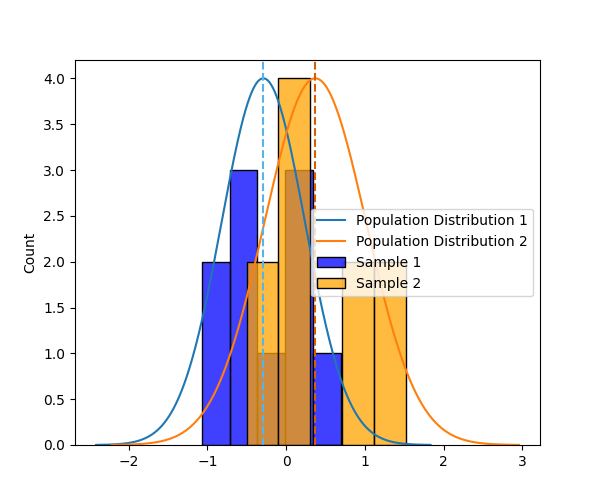 4.0
3.5
3.0
2.5
2.0
1.5
1.0
0.5
0.0
Count
Population Distribution 1
Population Distribution 2
Sample 1
Sample 2
−2 −1 0 1 2 3